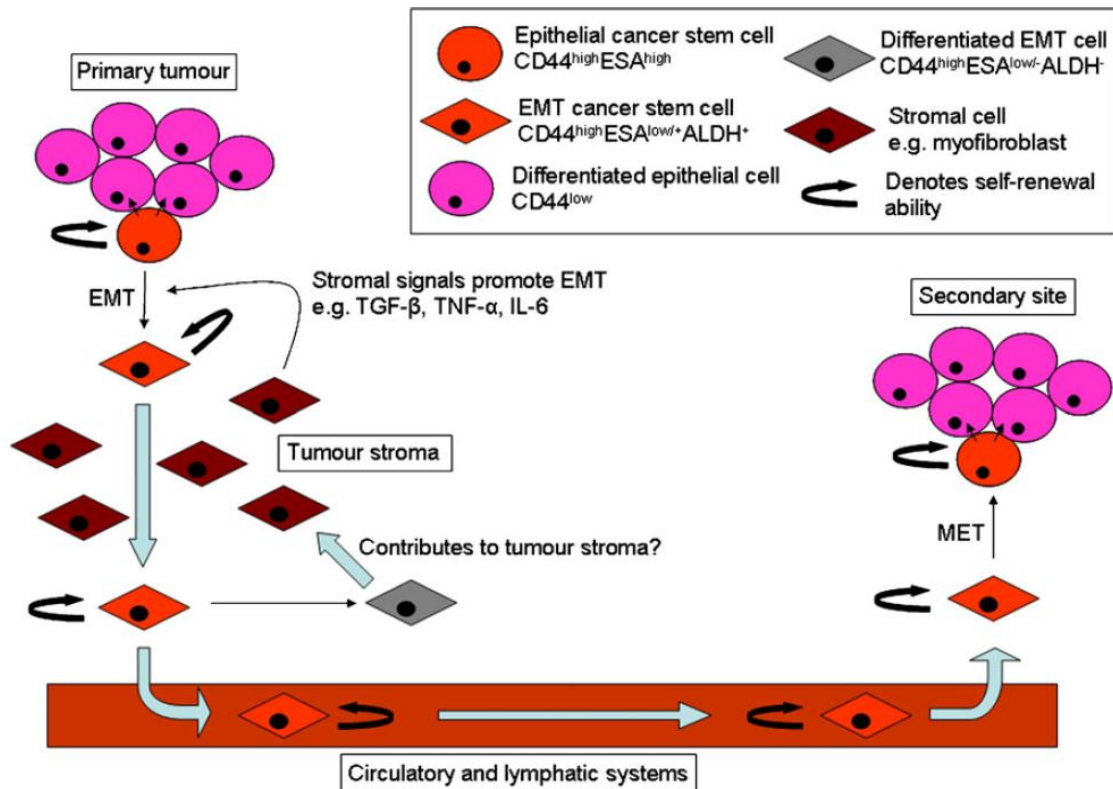 Primary tumour
Epithelial cancer stem cell
CD44highESAhigh
EMT cancer stem cell
CD44highESAlow/+ALDH+
Differentiated epithelial cell
CD44low
Differentiated EMT cell
CD44highESAlow/-ALDH-
Stromal cell
e.g. myofibroblast
Denotes self-renewal
ability
EMT
Stromal signals promote EMT
e.g. TGF-β, TNF-α, IL-6
Secondary site
Tumour stroma
Contributes to tumour stroma?
MET
Circulatory and lymphatic systems